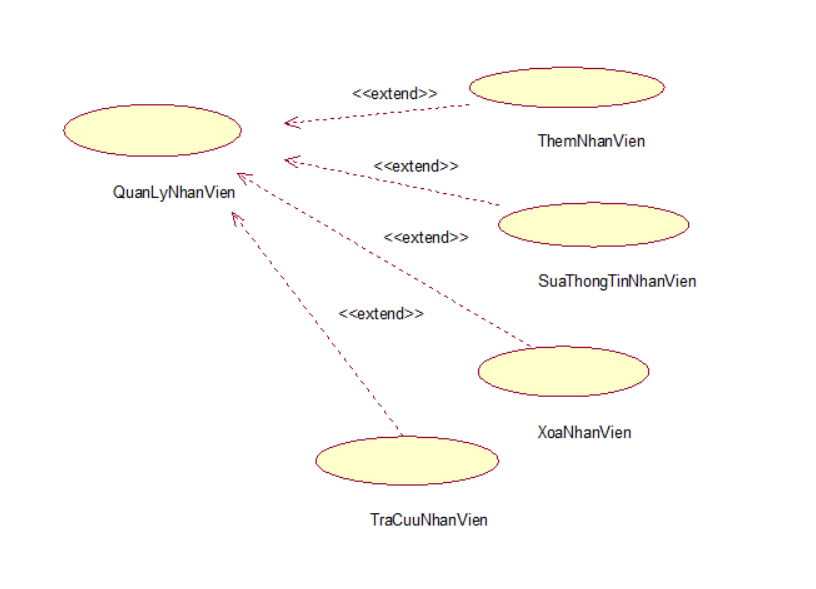 <<extend>>
ThemNhanVien
<<extend>>
QuanLyNhanVien
<<extend>>
SuaThongTinNhanVien
<<extend>>
XoaNhanVien
TraCuuNhanVien